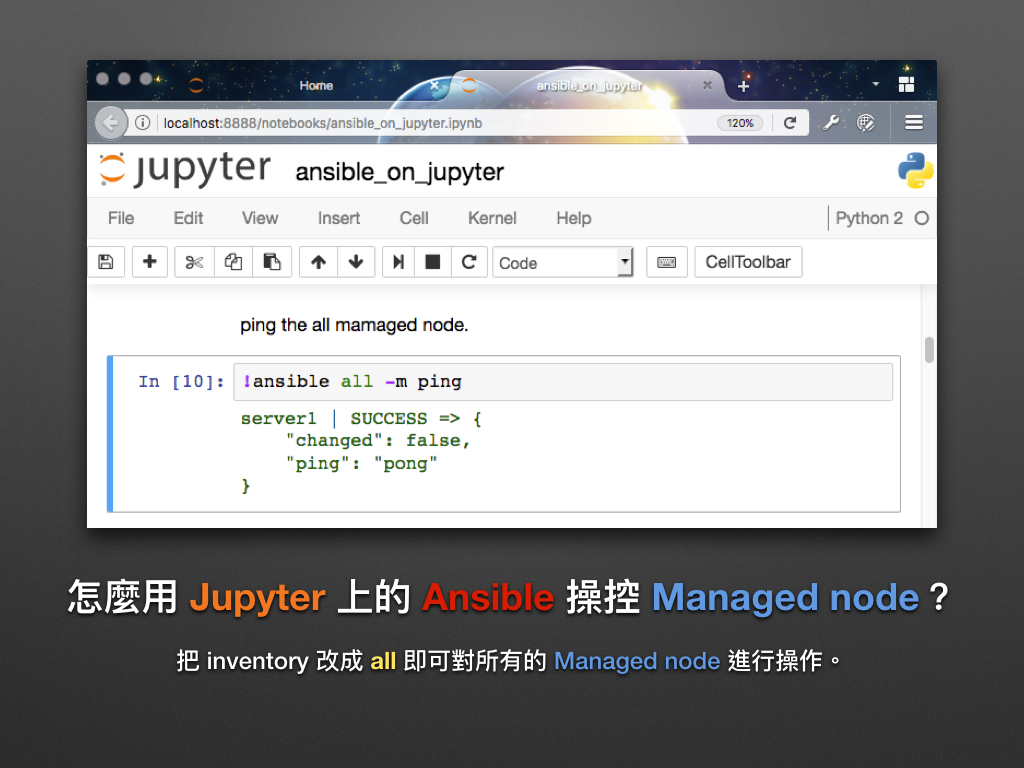 Home
ansible_on_jupyter
localhost:8888/notebooks/ansible_on_jupyter.ipynb
120%
jupyter ansible_on_jupyter
File Edit View Insert Cell Kernel Help Python 2
Code CellToolbar
ping the all mamaged node.
In [10]: !ansible all -m ping
server1 | SUCCESS => {
"changed": false,
"ping": "pong"
}
怎麼用 Jupyter 上的 Ansible 操控 Managed node？
把 inventory 改成 all 即可對所有的 Managed node 進行操作。